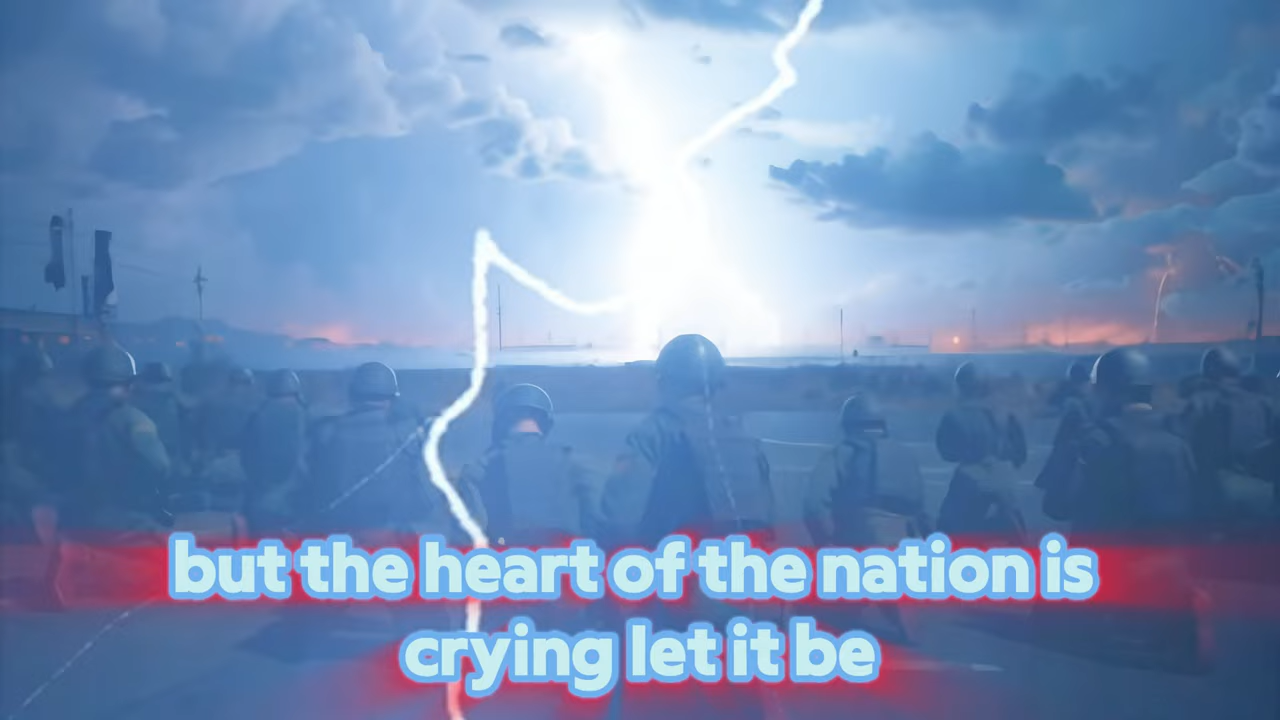 but the heart of the nation is
crying let it be